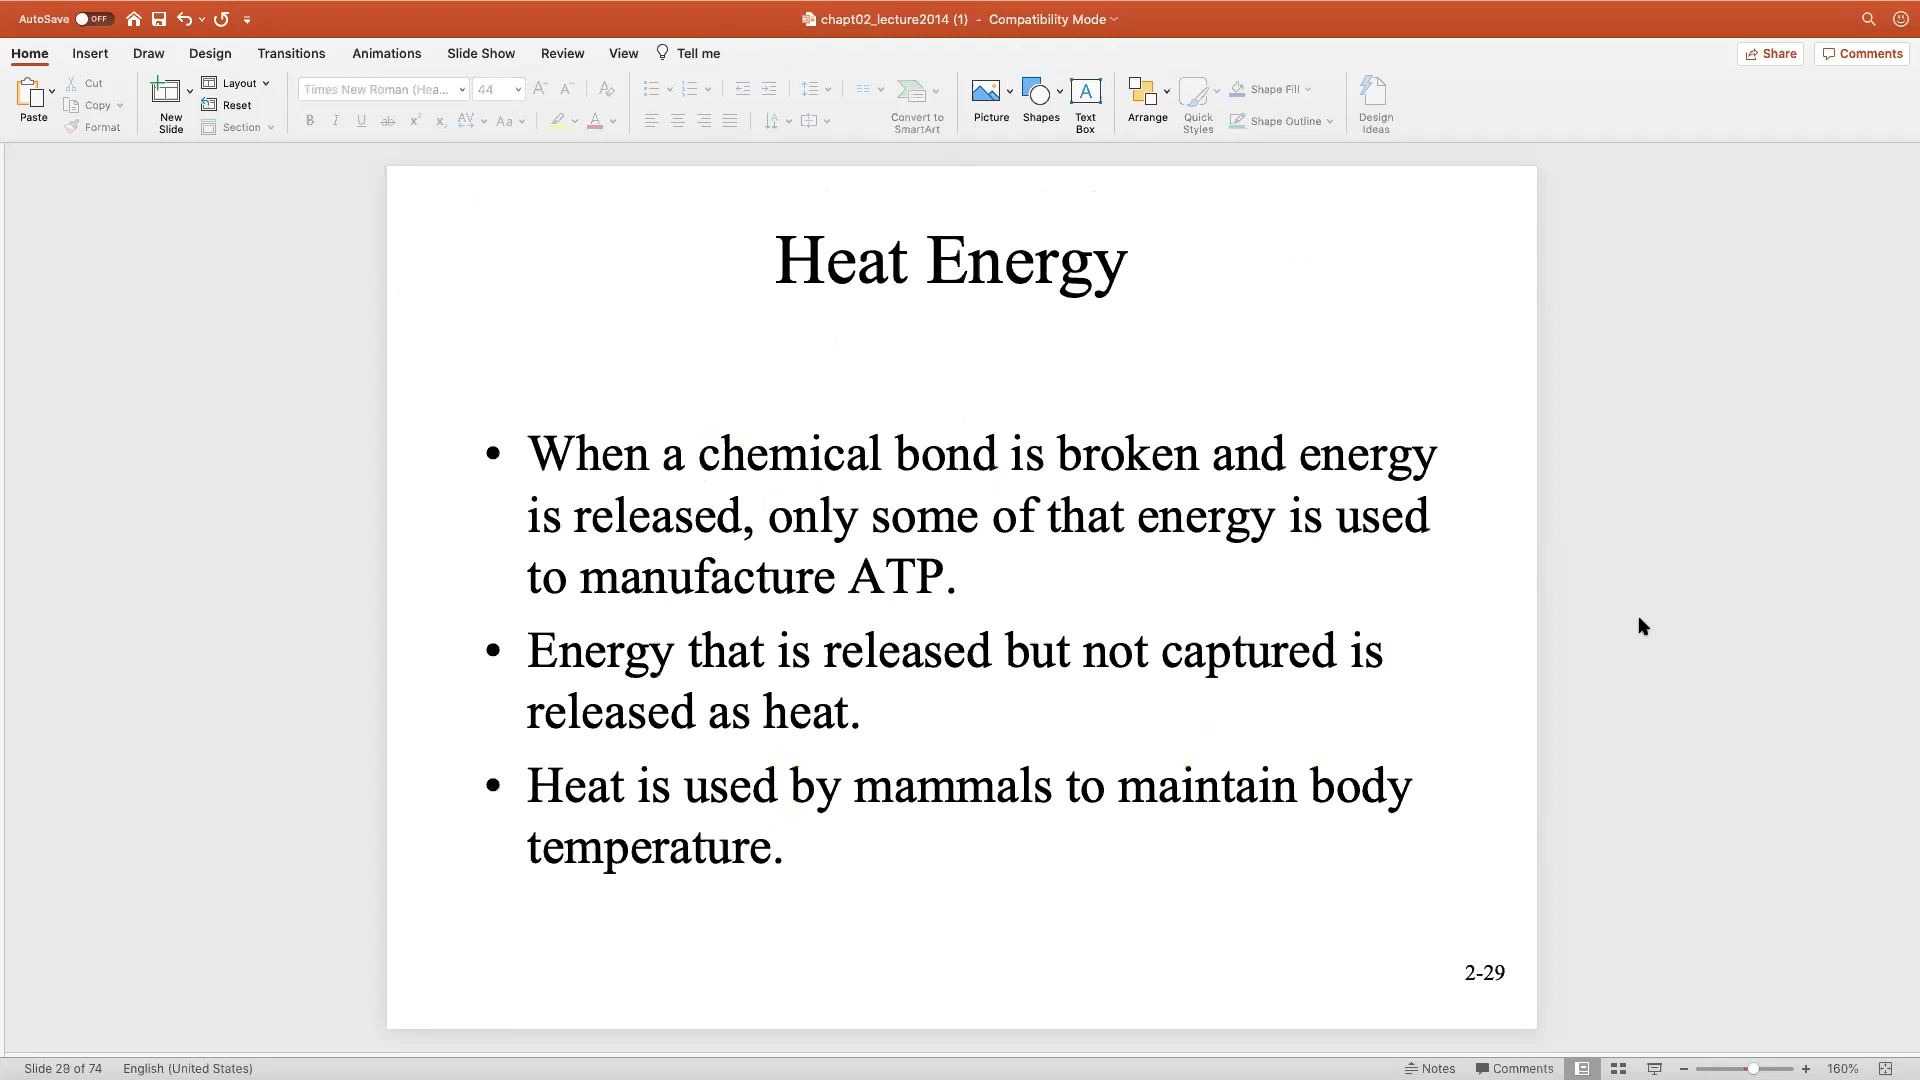 AutoSave OFF chapt02_lecture2014 (1) - Compatibility Mode
Home Insert Draw Design Transitions Animations Slide Show Review View Tell me Share Comments
Paste Cut Copy Format New Slide Layout Reset Section Times New Roman (Hea... 44 Convert to SmartArt Picture Shapes Text Box Arrange Quick Styles Shape Fill Shape Outline Design Ideas
Heat Energy
• When a chemical bond is broken and energy
is released, only some of that energy is used
to manufacture ATP.
• Energy that is released but not captured is
released as heat.
• Heat is used by mammals to maintain body
temperature.
2-29
Slide 29 of 74 English (United States) Notes Comments 160%